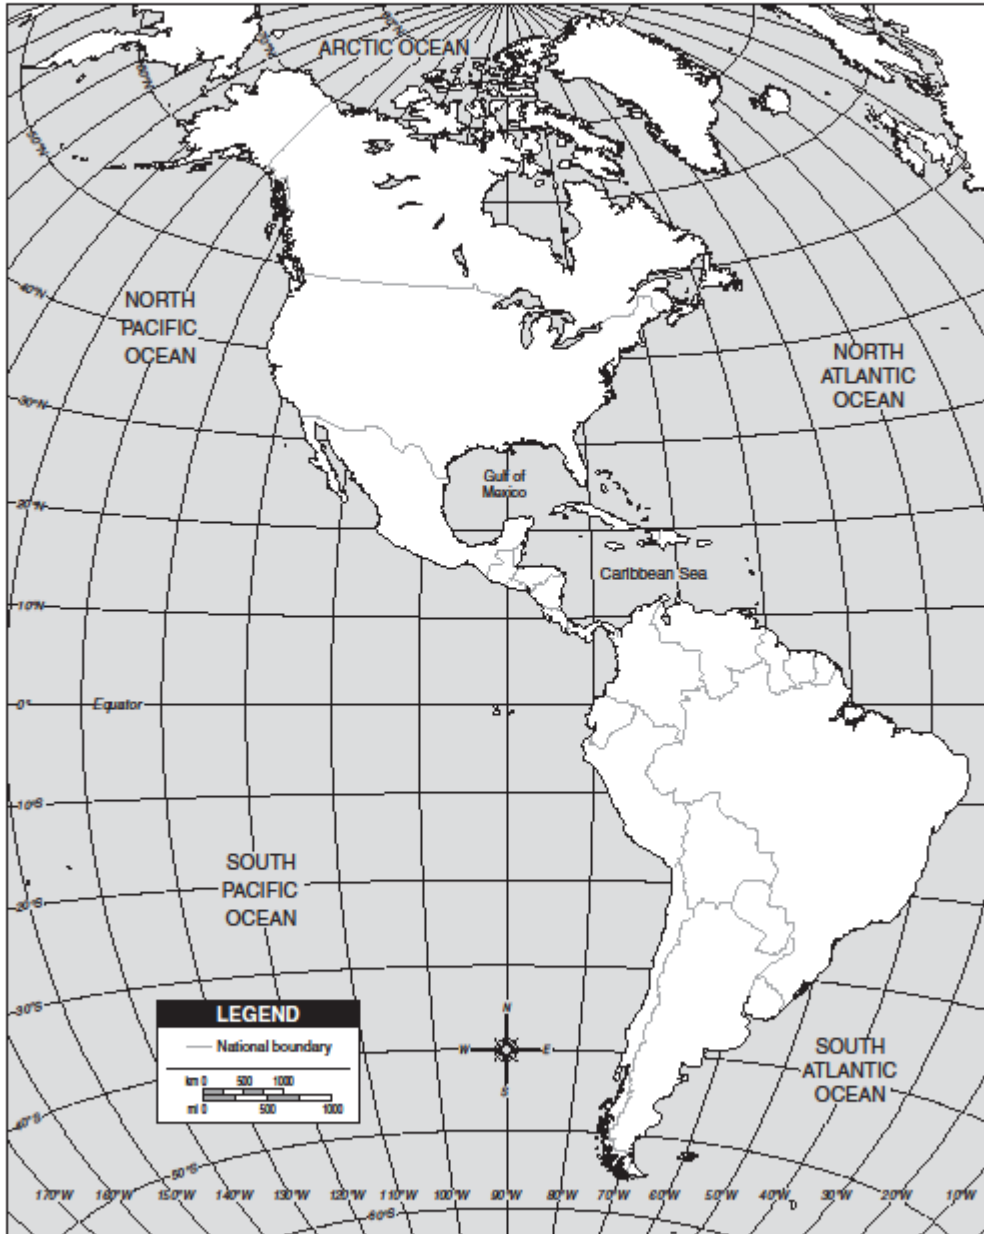 ARCTIC OCEAN
60°N
50°N
40°N
NORTH
PACIFIC
OCEAN
NORTH
ATLANTIC
OCEAN
30°N
Gulf of
Mexico
20°N
Caribbean Sea
10°N
0°
Equator
10°S
SOUTH
PACIFIC
OCEAN
20°S
30°S
LEGEND
National boundary
km 0 500 1000
mi 0 500 1000
N
W E
S
SOUTH
ATLANTIC
OCEAN
40°S
50°S
170°W 160°W 150°W 140°W 130°W 120°W 110°W 100°W 90°W 80°W 70°W 60°W 50°W 40°W 30°W 20°W 10°W
60°S